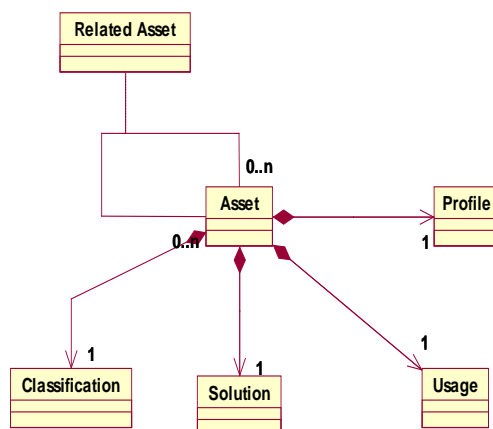 Related Asset
0..n
Asset
Profile
0..n
1
1
1
1
Classification
Solution
Usage